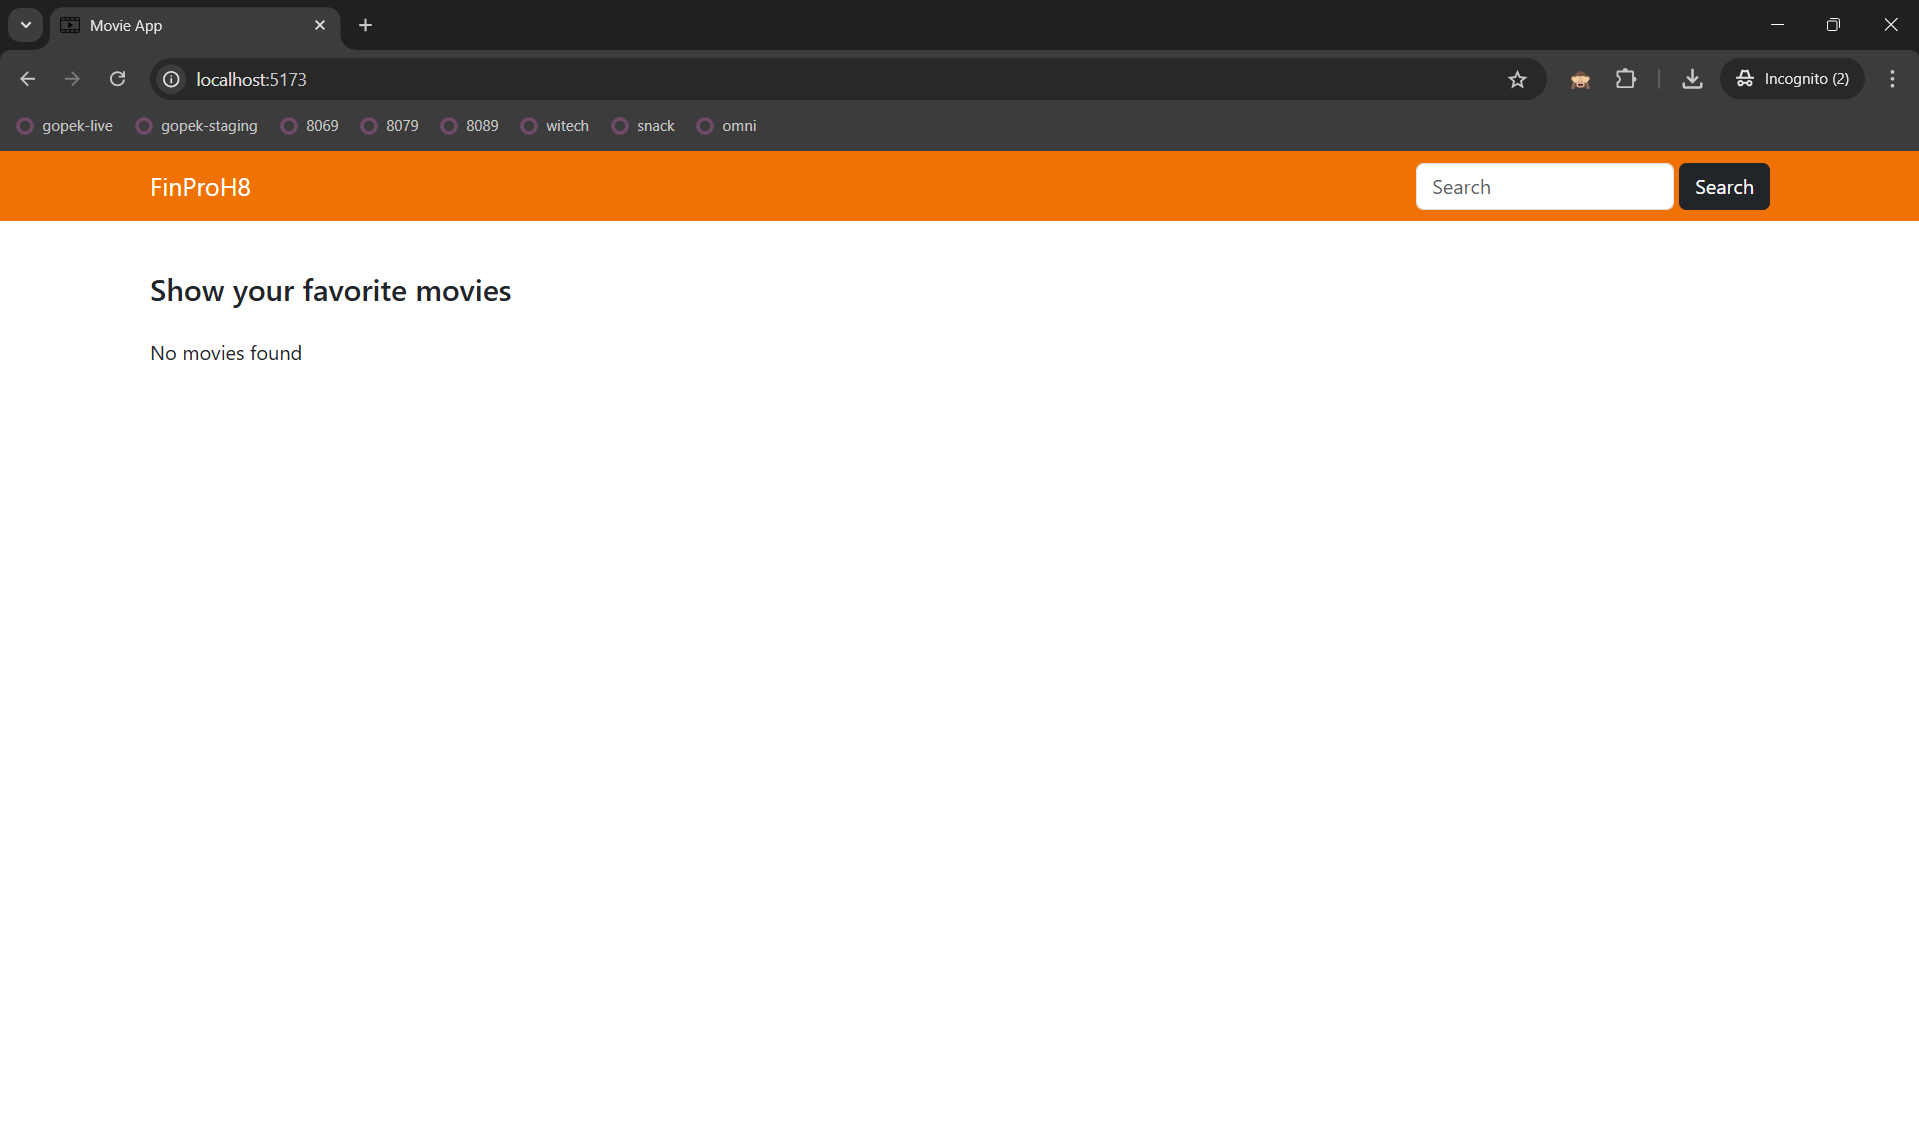 Movie App
localhost:5173
Incognito (2)
gopek-live gopek-staging 8069 8079 8089 witech snack omni
FinProH8
Search Search
Show your favorite movies
No movies found